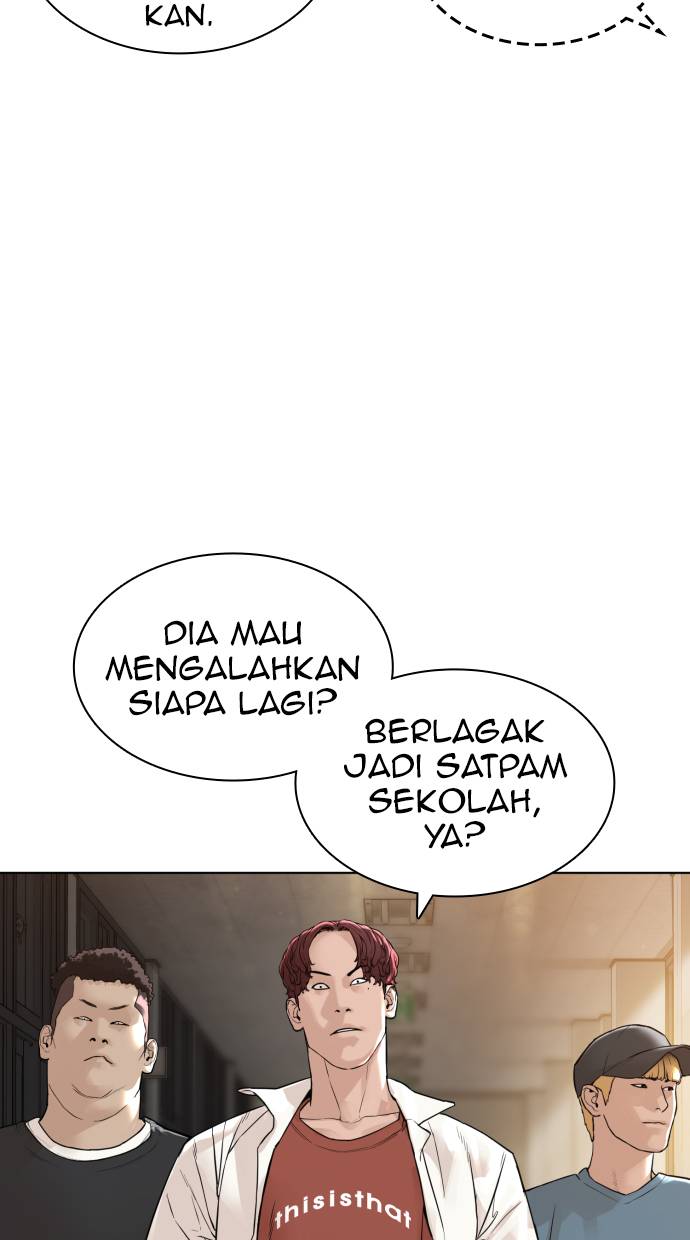 KAN.
DIA MAU
MENGALAHKAN
SIAPA LAGI?
BERLAGAK
JADI SATPAM
SEKOLAH,
YA?
thisisthat